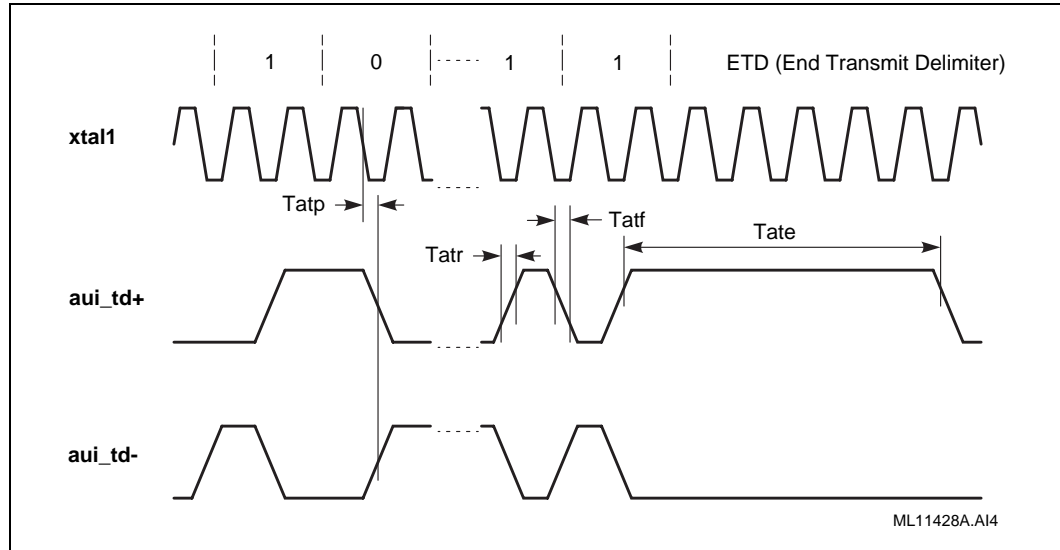 1 0 1 1 ETD (End Transmit Delimiter)
xtal1
Tatp
Tatf
Tatr
Tate
aui_td+
aui_td-
ML11428A.AI4